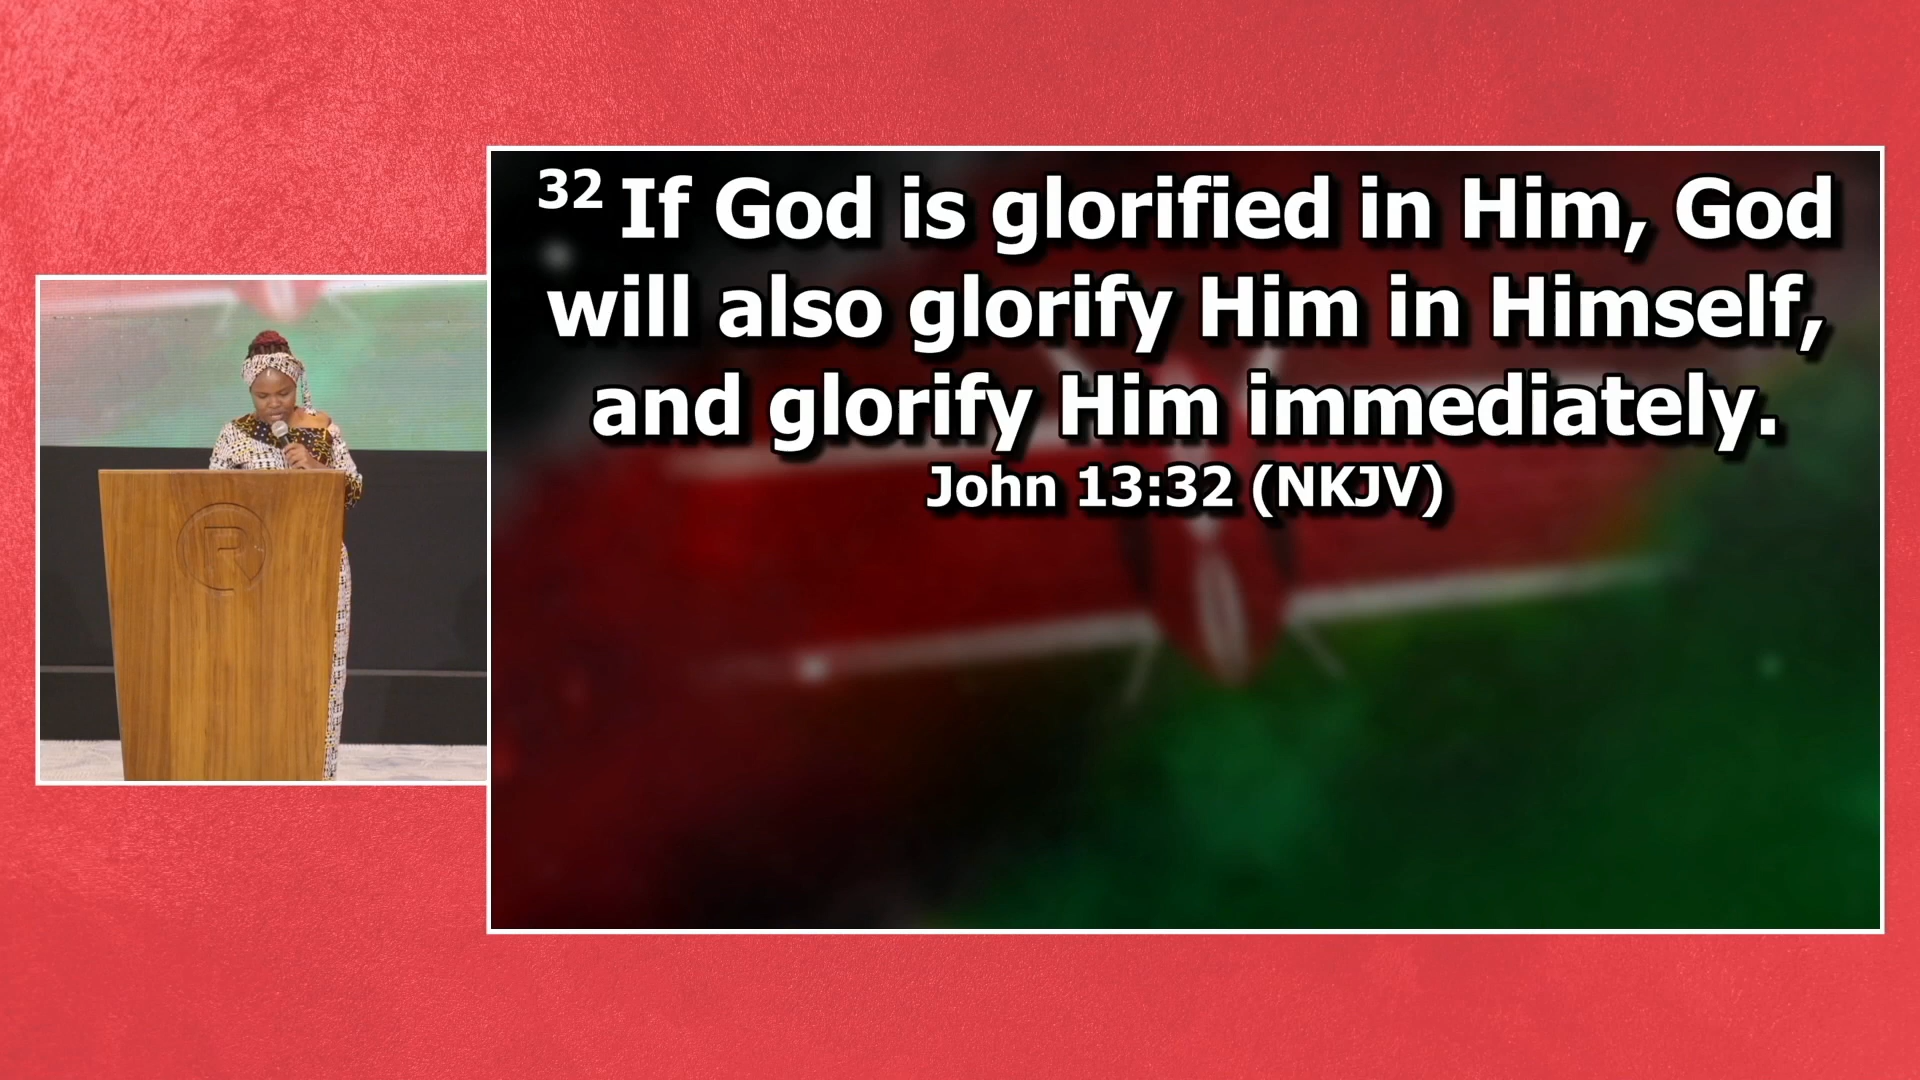 32 If God is glorified in Him, God
will also glorify Him in Himself,
and glorify Him immediately.
John 13:32 (NKJV)